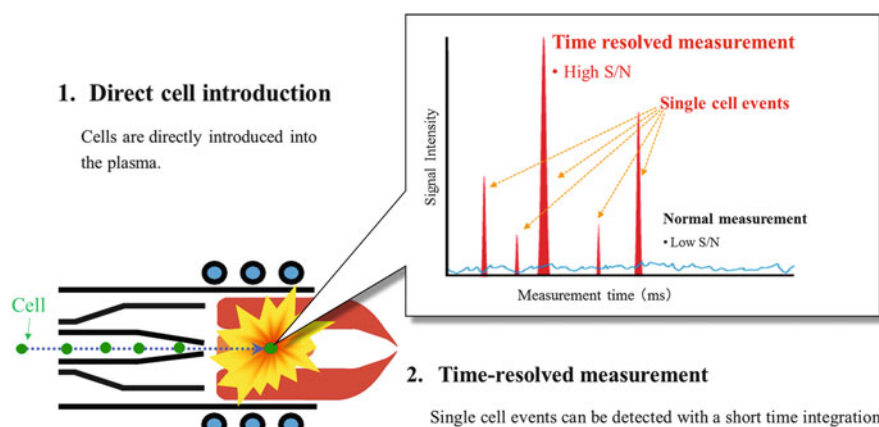 1. Direct cell introduction
Cells are directly introduced into
the plasma.
Cell
Time resolved measurement
• High S/N
Single cell events
Signal Intensity
Normal measurement
• Low S/N
Measurement time (ms)
2. Time-resolved measurement
Single cell events can be detected with a short time integration